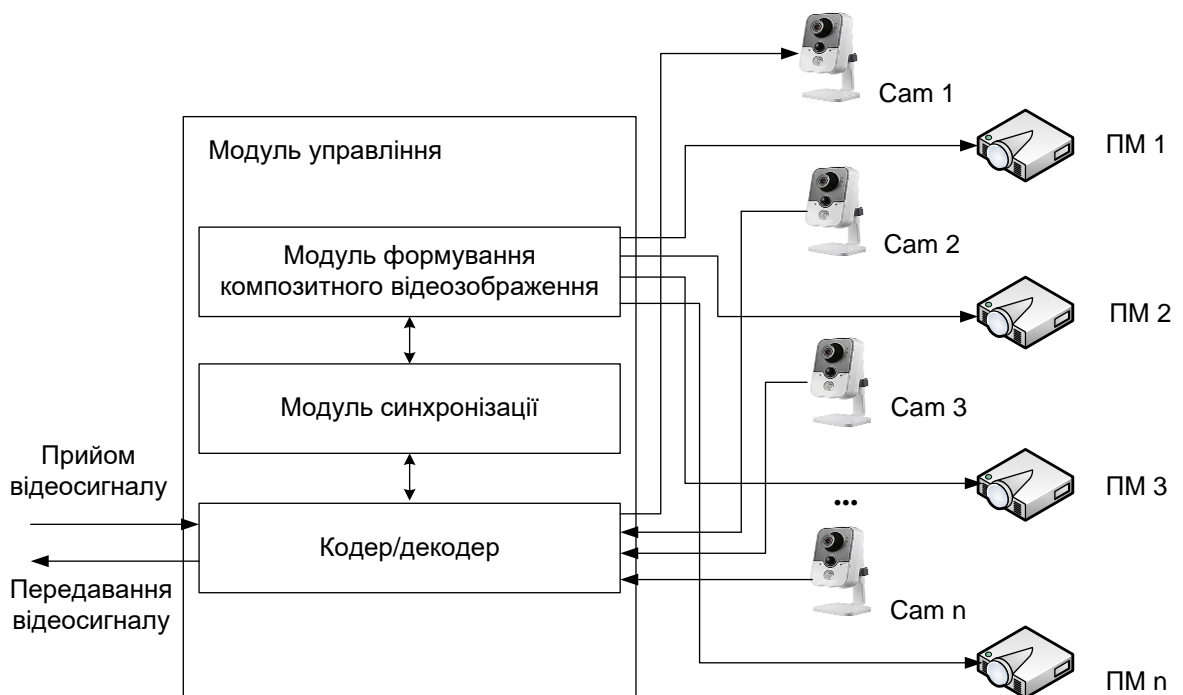 Cam 1
Модуль управління
ПМ 1
Cam 2
Модуль формування
композитного відеозображення
ПМ 2
Модуль синхронізації
Cam 3
Прийом
відеосигналу
ПМ 3
...
Кодер/декодер
Передавання
відеосигналу
Cam n
ПМ n